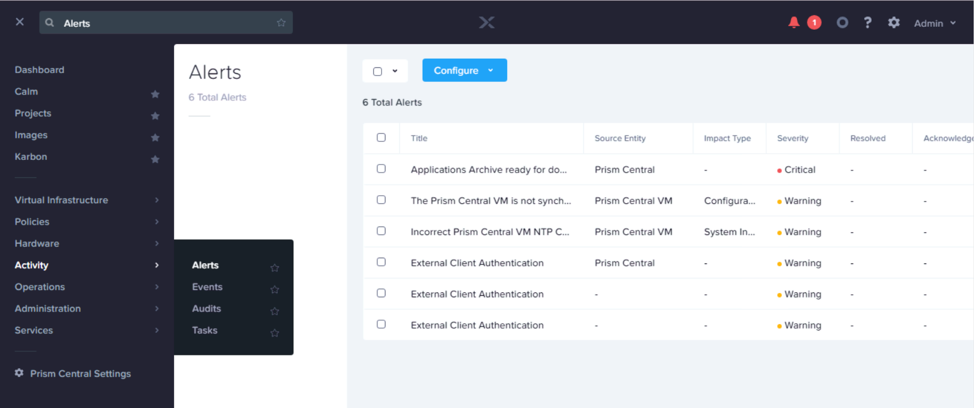 Alerts
1
?
Admin
Dashboard
Calm
Projects
Images
Karbon
Virtual Infrastructure
Policies
Hardware
Activity
Operations
Administration
Services
Prism Central Settings
Alerts
Events
Audits
Tasks
Alerts
6 Total Alerts
Configure
6 Total Alerts
Title Source Entity Impact Type Severity Resolved Acknowledge
Applications Archive ready for do... Prism Central - Critical - -
The Prism Central VM is not synch... Prism Central VM Configura... Warning - -
Incorrect Prism Central VM NTP C... Prism Central VM System In... Warning - -
External Client Authentication Prism Central - Warning - -
External Client Authentication - - Warning - -
External Client Authentication - - Warning - -